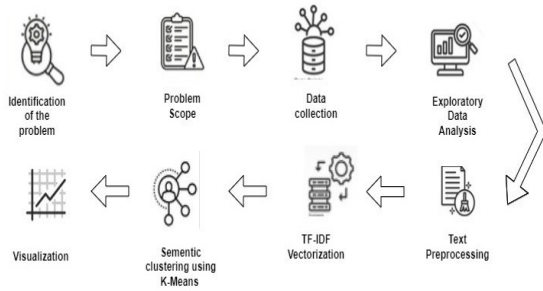 Identification
of the
problem
Problem
Scope
Data
collection
Exploratory
Data
Analysis
Text
Preprocessing
TF-IDF
Vectorization
Sementic
clustering using
K-Means
Visualization